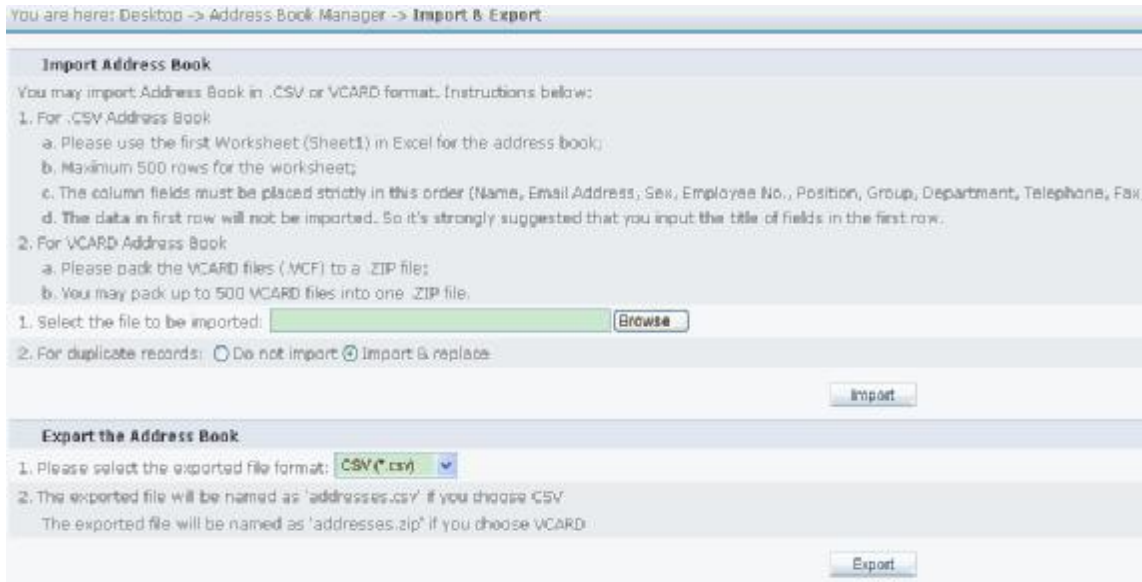 You are here: Desktop -> Address Book Manager -> Import & Export
Import Address Book
You may import Address Book in .CSV or VCARD format. Instructions below:
1. For .CSV Address Book
a. Please use the first Worksheet (Sheet1) in Excel for the address book;
b. Maximum 500 rows for the worksheet;
c. The column fields must be placed strictly in this order (Name, Email Address, Sex, Employee No., Position, Group, Department, Telephone, Fax
d. The data in first row will not be imported. So it's strongly suggested that you input the title of fields in the first row.
2. For VCARD Address Book
a. Please pack the VCARD files (.VCF) to a .ZIP file;
b. You may pack up to 500 VCARD files into one .ZIP file.
1. Select the file to be imported: Browse
2. For duplicate records: Do not import Import & replace
Import
Export the Address Book
1. Please select the exported file format: CSV(*.csv)
2. The exported file will be named as 'addresses.csv' if you choose CSV
The exported file will be named as 'addresses.zip' if you choose VCARD
Export